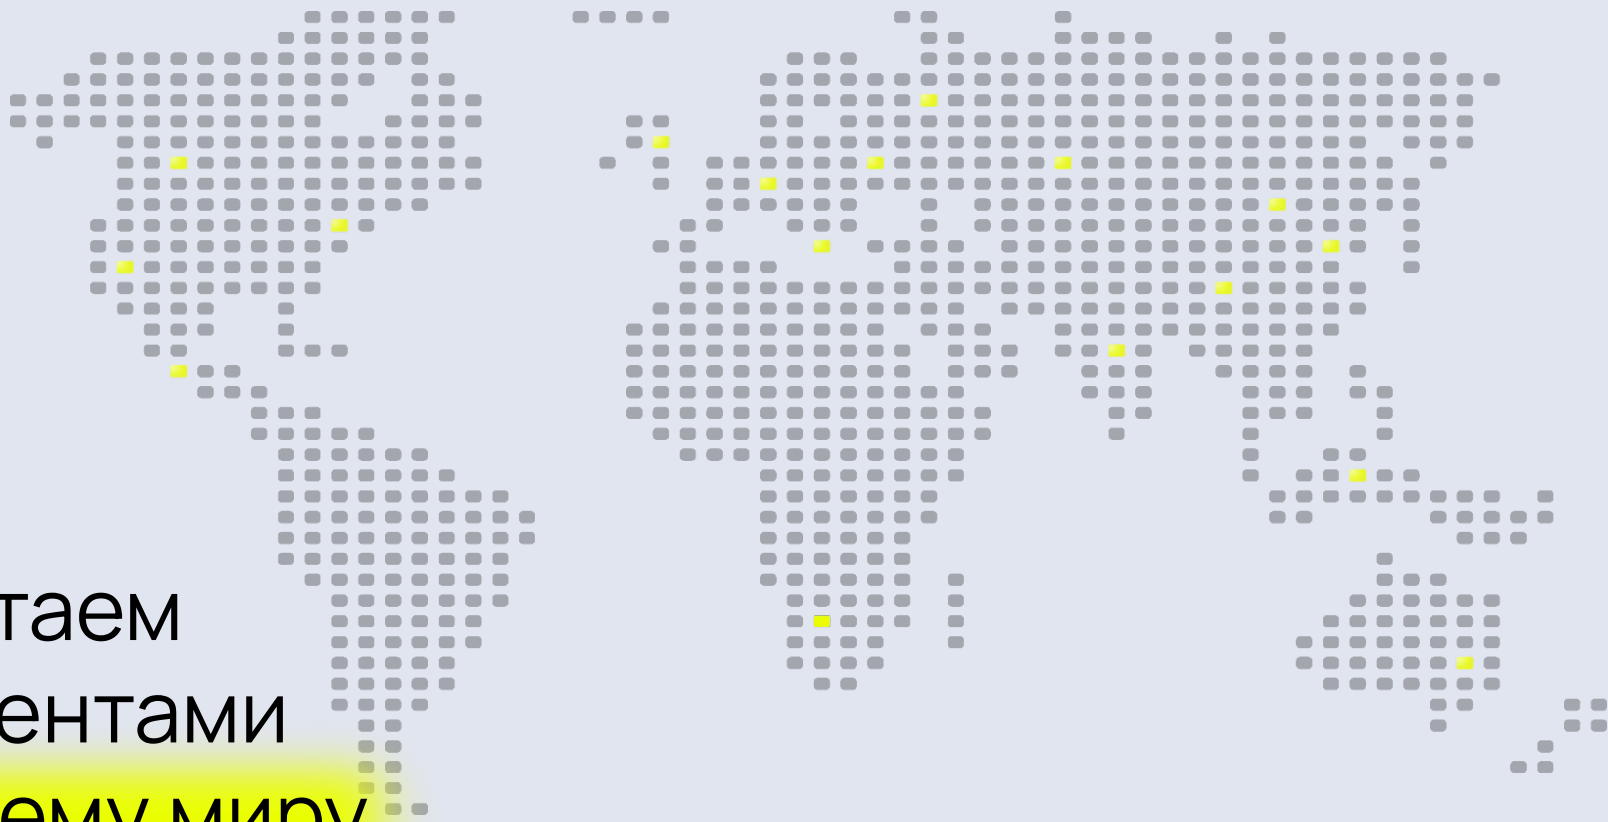 таем
ентами
ему миру